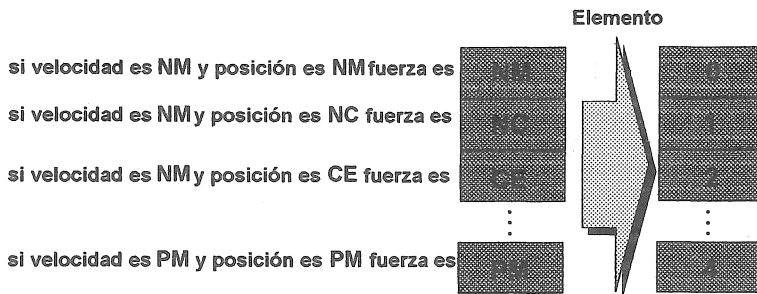 Elemento
si velocidad es NM y posición es NM fuerza es NM 0
si velocidad es NM y posición es NC fuerza es NC 1
si velocidad es NM y posición es CE fuerza es CE 2
si velocidad es PM y posición es PM fuerza es PM 4